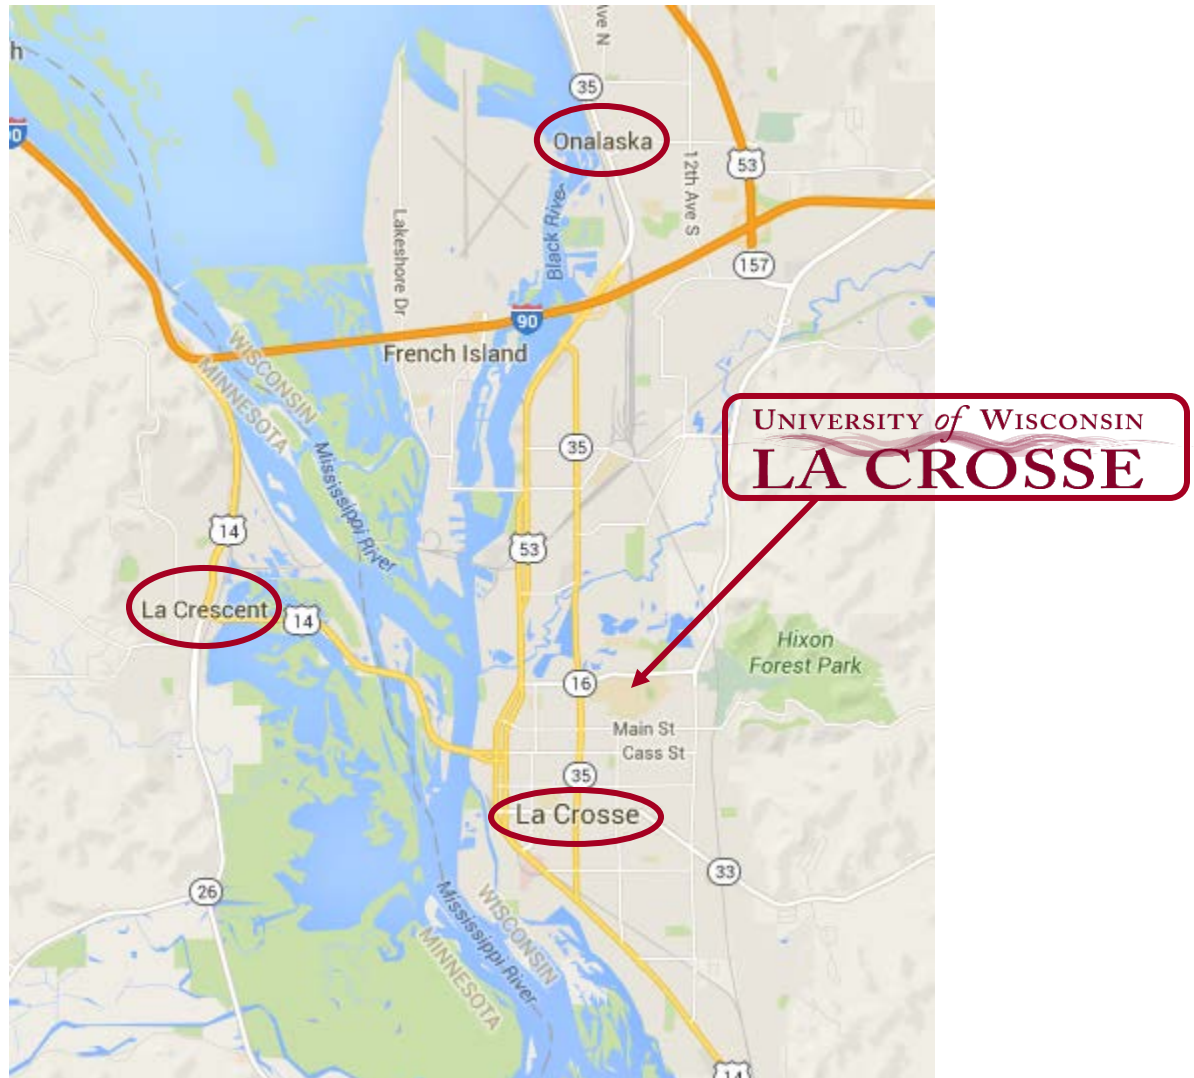 Ave N
h
35
90
Onalaska
53
12th Ave S
Lakeshore Dr
Black River
157
90
French Island
WISCONSIN
MINNESOTA
UNIVERSITY of WISCONSIN
LA CROSSE
35
Mississippi River
14
53
La Crescent
14
Hixon
Forest Park
16
Main St
Cass St
35
La Crosse
33
26
WISCONSIN
Mississippi River
MINNESOTA
14